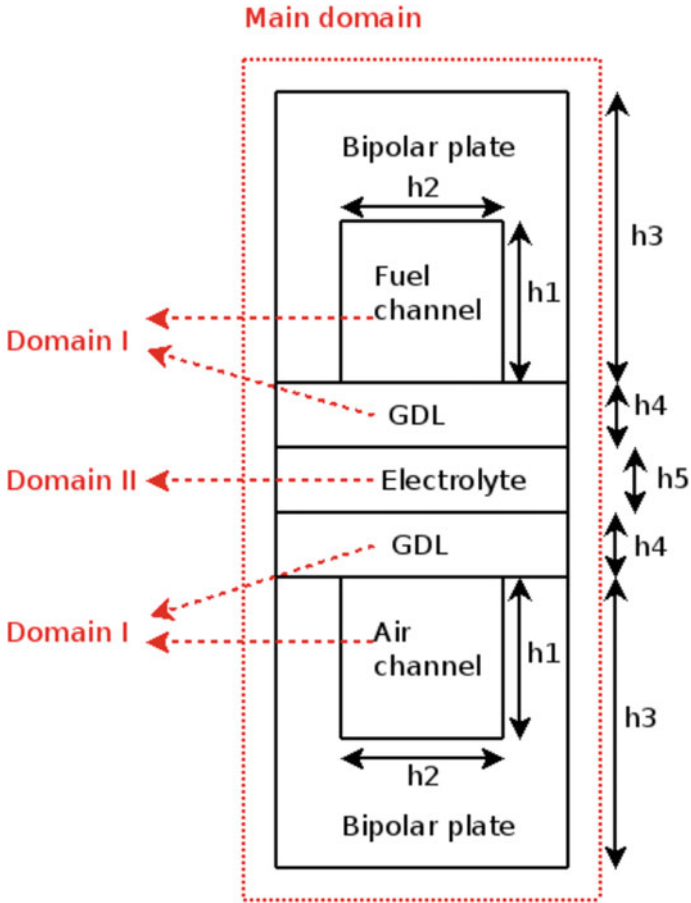 Main domain
Bipolar plate
h2
h3
Fuel
channel
h1
Domain I
GDL
h4
Domain II
Electrolyte
h5
GDL
h4
Domain I
Air
channel
h1
h3
h2
Bipolar plate